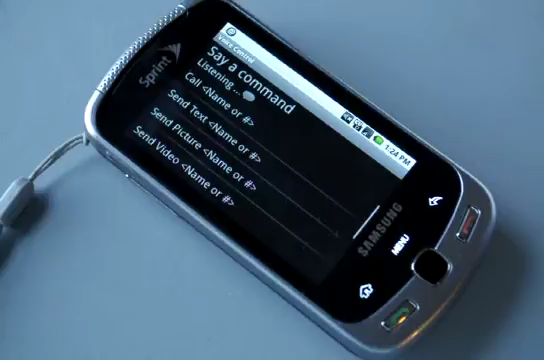 Sprint
Voice Control
1:24 PM
Say a command
Listening...
Call <Name or #>
Send Text <Name or #>
Send Picture <Name or #>
Send Video <Name or #>
SAMSUNG
MENU